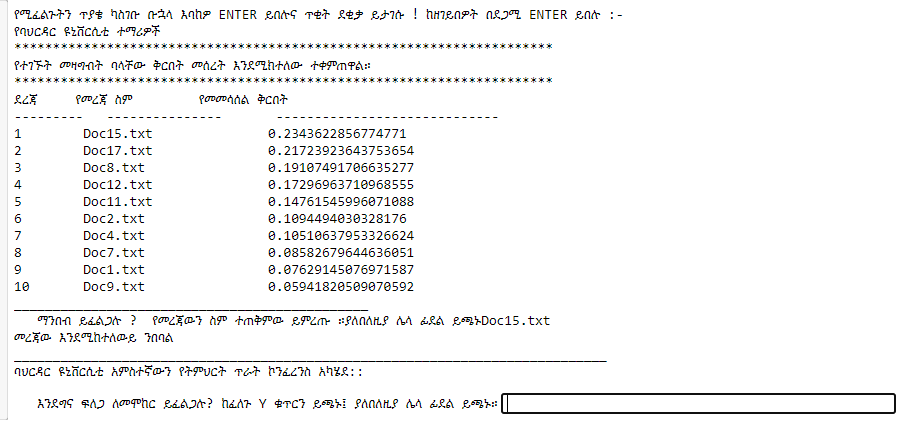 የሚፈልጉትን ጥያቄ ካስገቡ ቡኋላ እባከዎ ENTER ይበሉና ጥቂት ደቂቃ ይታገሱ ! ከዘገይበዎት በደጋሚ ENTER ይበሉ :-
የባህርዳር ዩኒቨርሲቲ ተማሪዎች
**********************************************************************
የተገኙት መዛግብት ባላቸው ቅርበት መሰረት እንደሚከተለው ተቀምጠዋል።
**********************************************************************
ደረጃ የመረጃ ስም የመመሳሰል ቅርበት
--------- --------------- -----------------------------
1 Doc15.txt 0.2343622856774771
2 Doc17.txt 0.21723923643753654
3 Doc8.txt 0.19107491706635277
4 Doc12.txt 0.17296963710968555
5 Doc11.txt 0.14761545996071088
6 Doc2.txt 0.1094494030328176
7 Doc4.txt 0.10510637953326624
8 Doc7.txt 0.08582679644636051
9 Doc1.txt 0.07629145076971587
10 Doc9.txt 0.05941820509070592
ማንበብ ይፈልጋሉ ? የመረጃውን ስም ተጠቅምው ይምረጡ ።ያለበለዚያ ሌላ ፊደል ይጫኑDoc15.txt
መረጃው እንደሚከተለውይ ንበባል
ባህርዳር ዩኒቨርሲቲ አምስተኛውን የትምህርት ጥራት ኮንፈረንስ አካሄደ::
እንደግና ፍለጋ ለመሞከር ይፈልጋሉ? ከፈለጉ Y ቁጥርን ይጫኑ፤ ያለበለዚያ ሌላ ፊደል ይጫኑ።